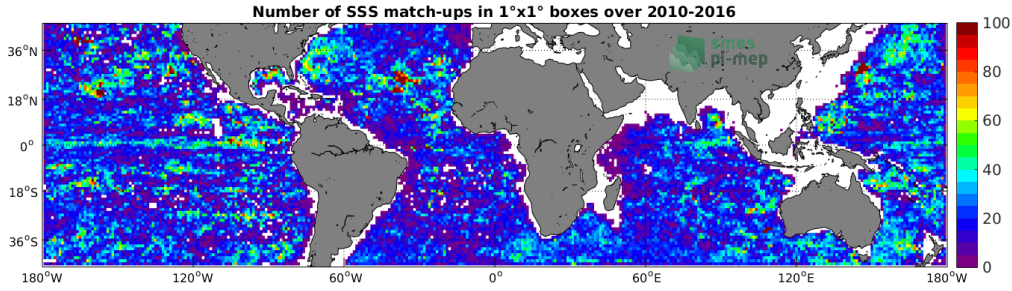 Number of SSS match-ups in 1°x1° boxes over 2010-2016
100
80
60
40
20
0
36°N
18°N
0°
18°S
36°S
180°W
120°W
60°W
0°
60°E
120°E
180°W
smos
pi-mep